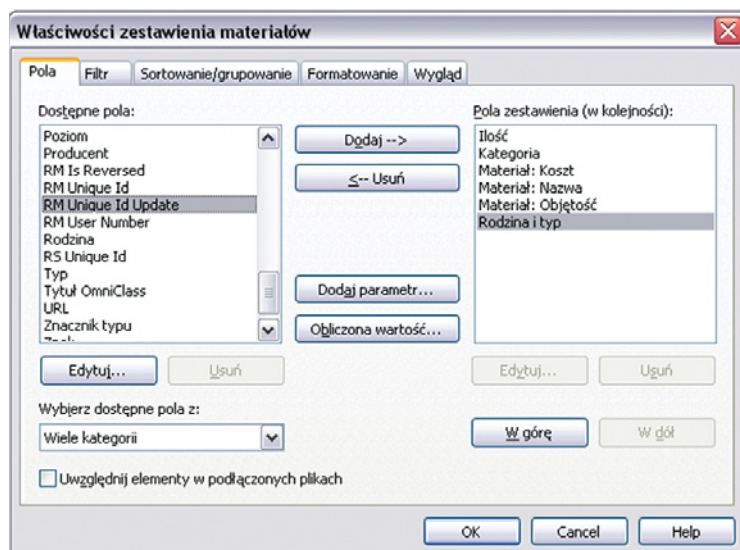 Właściwości zestawienia materiałów
Pola
Filtr
Sortowanie/grupowanie
Formatowanie
Wygląd
Dostępne pola:
Poziom
Producent
RM Is Reversed
RM Unique Id
RM Unique Id Update
RM User Number
Rodzina
RS Unique Id
Typ
Tytuł OmniClass
URL
Znacznik typu
Dodaj -->
<-- Usuń
Dodaj parametr...
Obliczona wartość...
Pola zestawienia (w kolejności):
Ilość
Kategoria
Materiał: Koszt
Materiał: Nazwa
Materiał: Objętość
Rodzina i typ
Edytuj...
Usuń
Edytuj...
Usuń
Wybierz dostępne pola z:
Wiele kategorii
W górę
W dół
Uwzględnij elementy w podłączonych plikach
OK
Cancel
Help